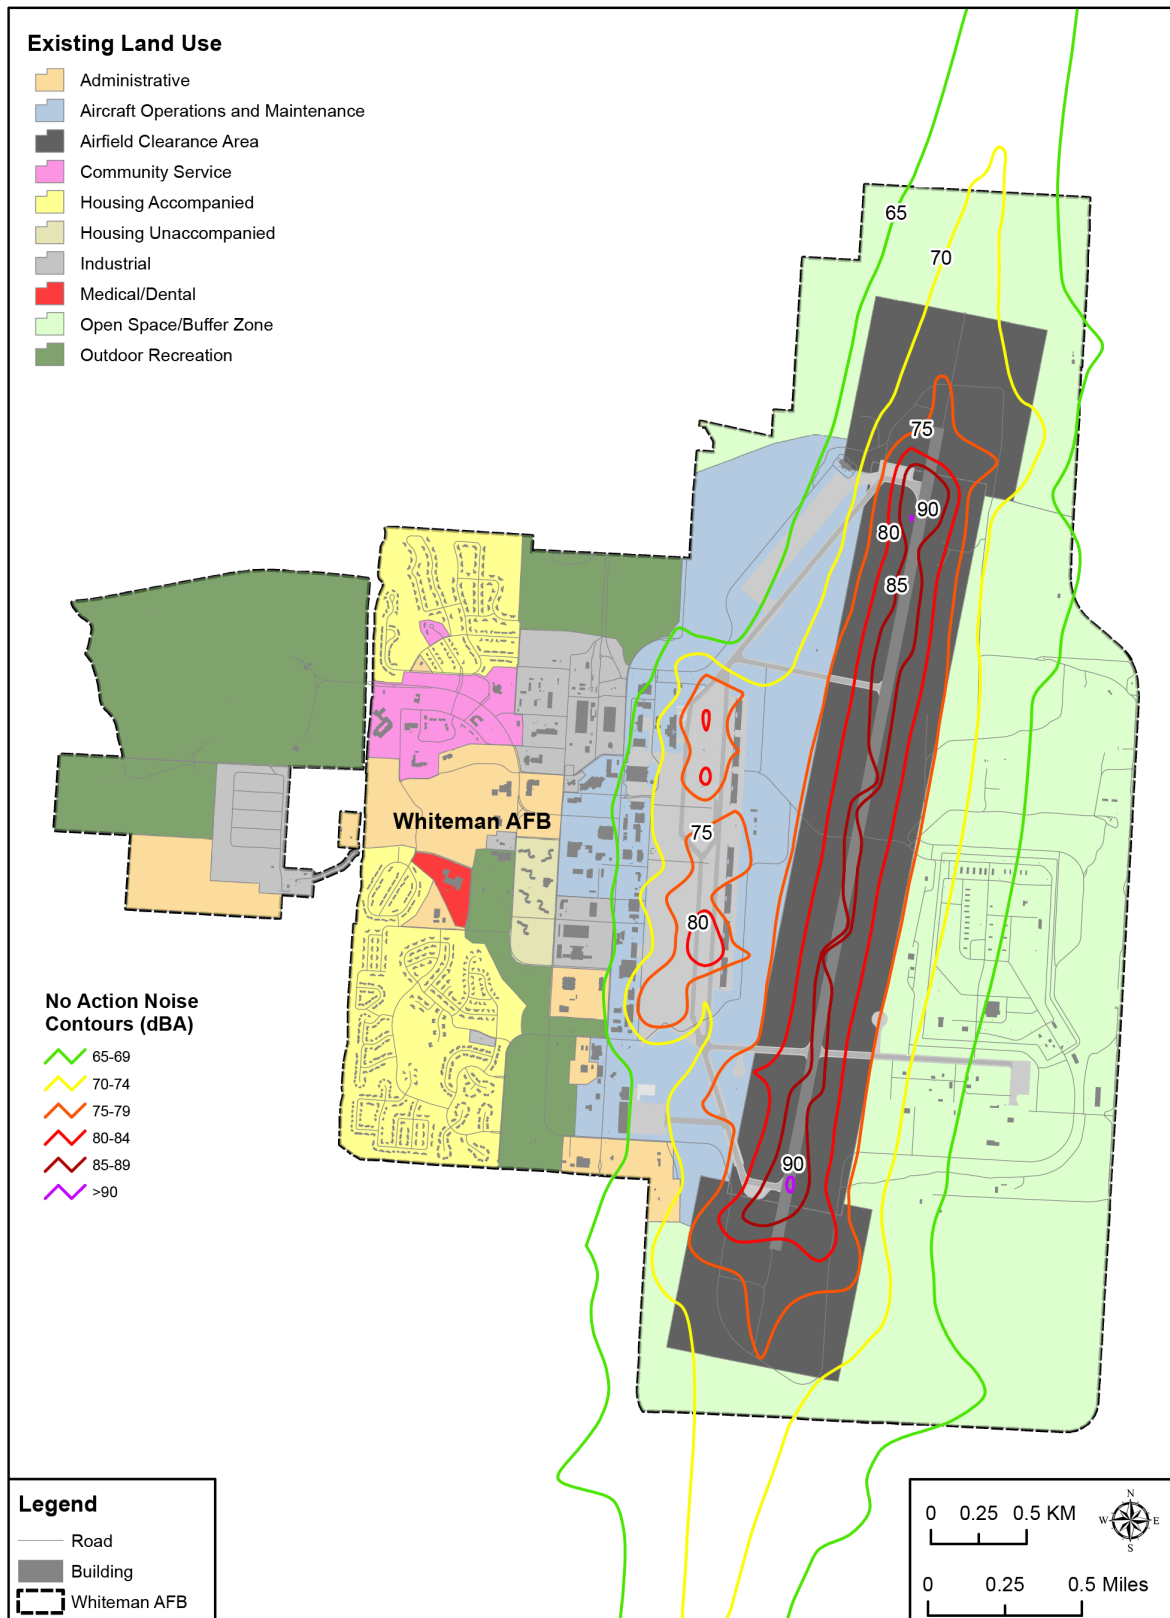 Existing Land Use
Administrative
Aircraft Operations and Maintenance
Airfield Clearance Area
Community Service
Housing Accompanied
Housing Unaccompanied
Industrial
Medical/Dental
Open Space/Buffer Zone
Outdoor Recreation
65
70
75
90
80
85
75
Whiteman AFB
80
90
No Action Noise
Contours (dBA)
65-69
70-74
75-79
80-84
85-89
>90
Legend
Road
Building
Whiteman AFB
0 0.25 0.5 KM
N
W E
S
0 0.25 0.5 Miles